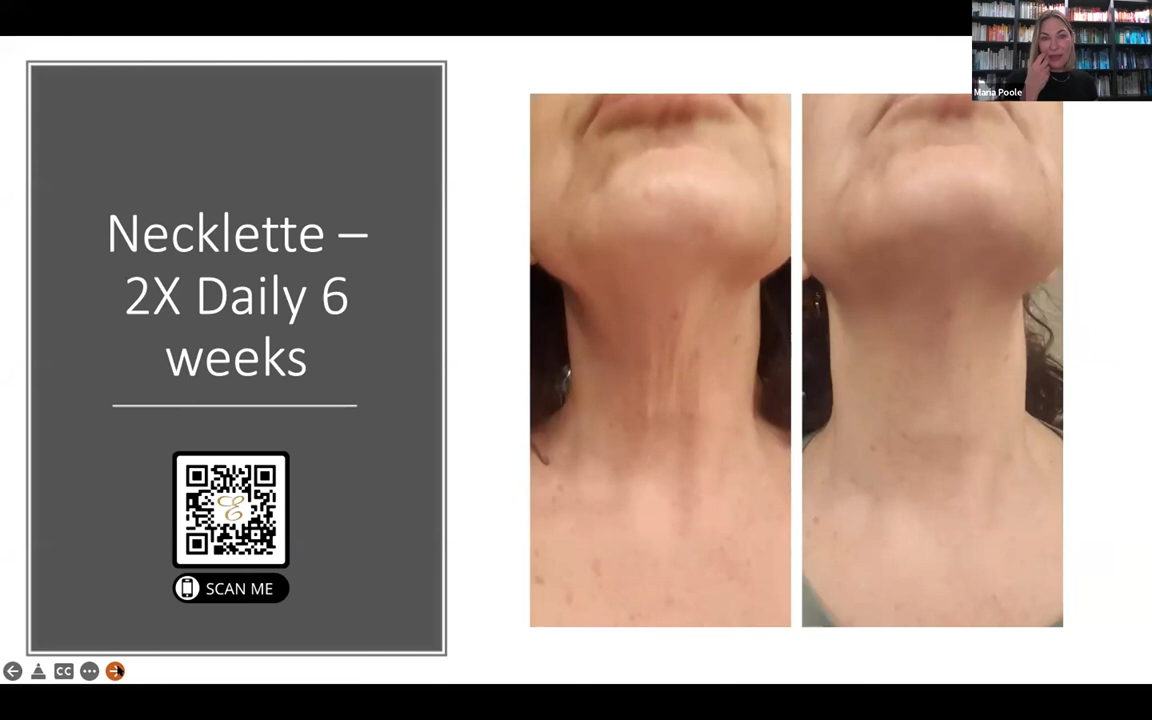 Maria Poole
Necklette –
2X Daily 6
weeks
E
SCAN ME
CC